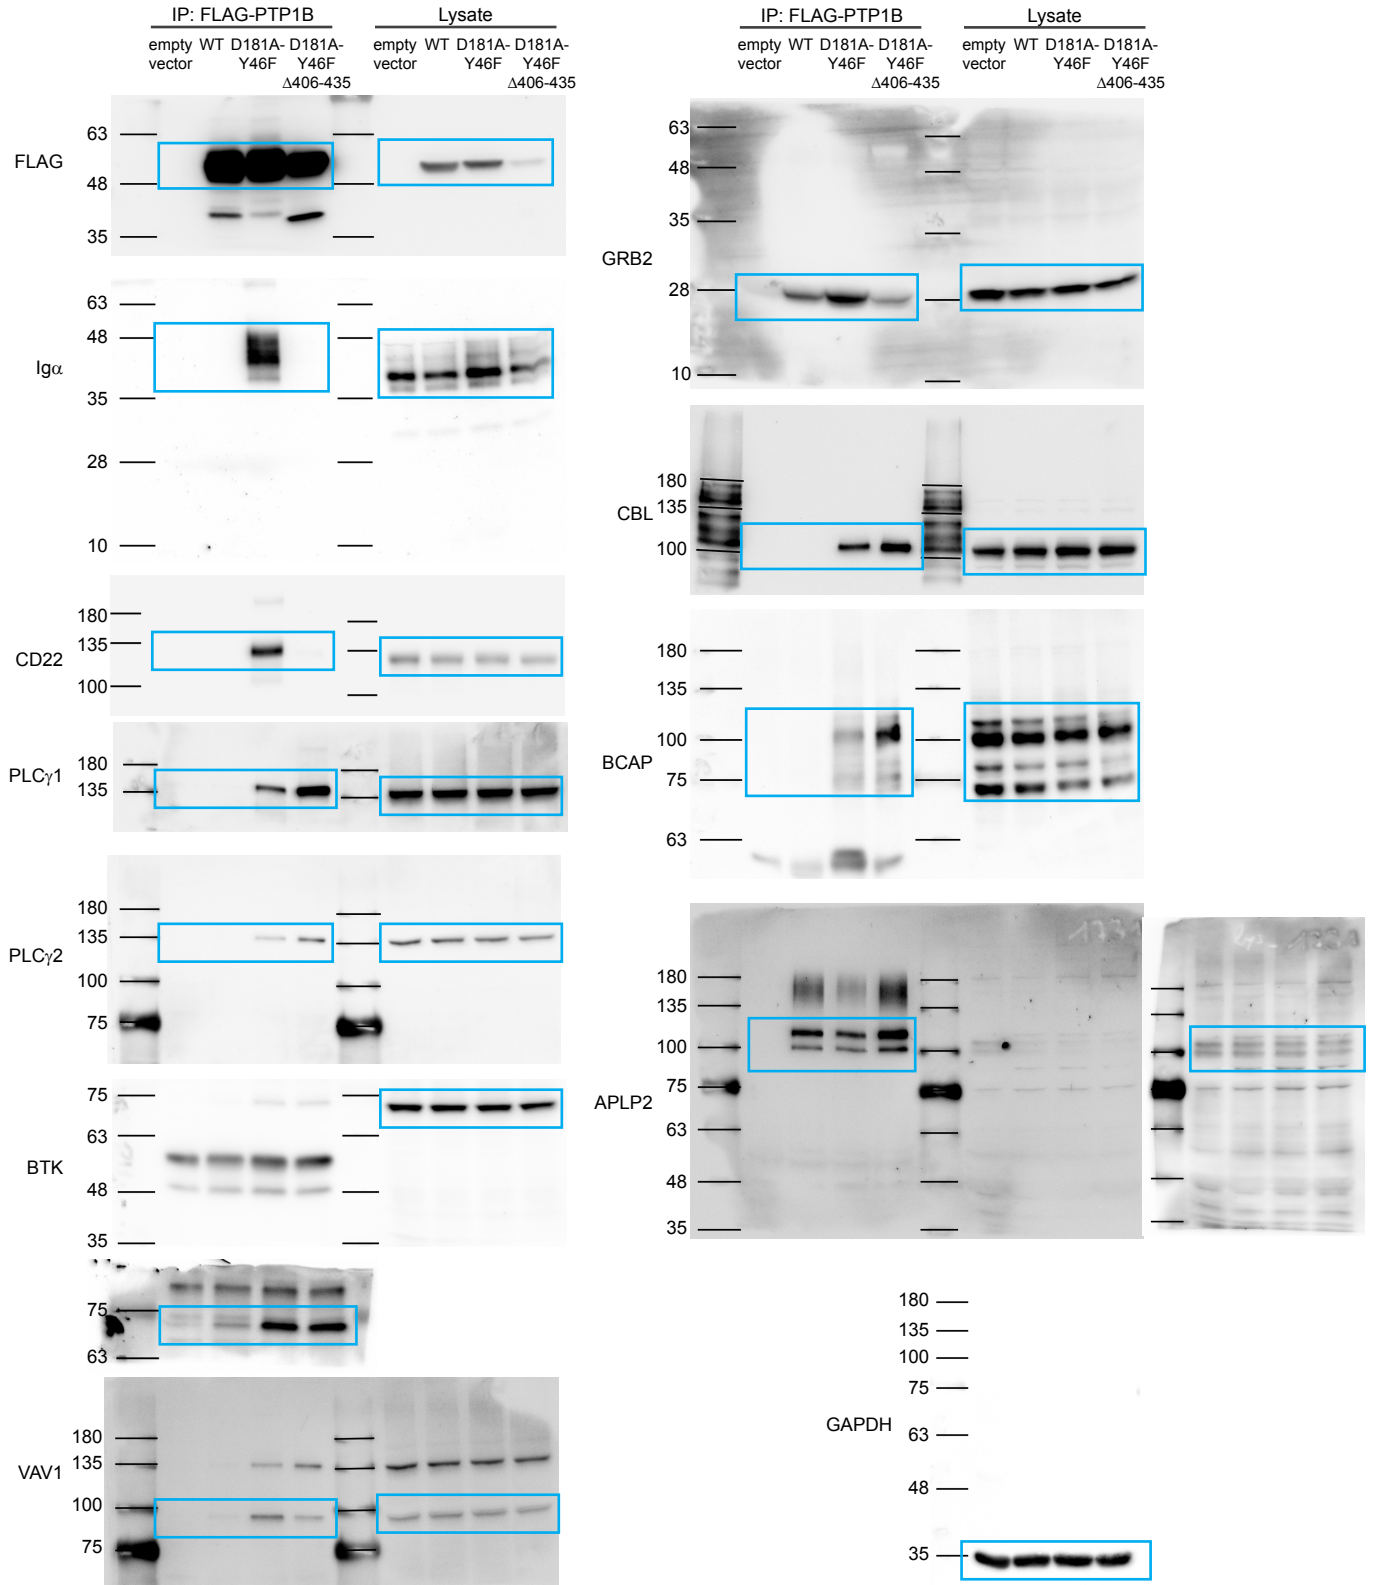 IP: FLAG-PTP1B Lysate
empty WT D181A- D181A- empty WT D181A- D181A-
vector Y46F Y46F vector Y46F Y46F
Δ406-435 Δ406-435
FLAG
63
48
35
Igα
63
48
35
28
10
CD22
180
135
100
PLCγ1
180
135
PLCγ2
180
135
100
75
BTK
75
63
48
35
75
63
VAV1
180
135
100
75
IP: FLAG-PTP1B Lysate
empty WT D181A- D181A- empty WT D181A- D181A-
vector Y46F Y46F vector Y46F Y46F
Δ406-435 Δ406-435
GRB2
63
48
35
28
10
CBL
180
135
100
BCAP
180
135
100
75
63
APLP2
180
135
100
75
63
48
35
GAPDH
180
135
100
75
63
48
35